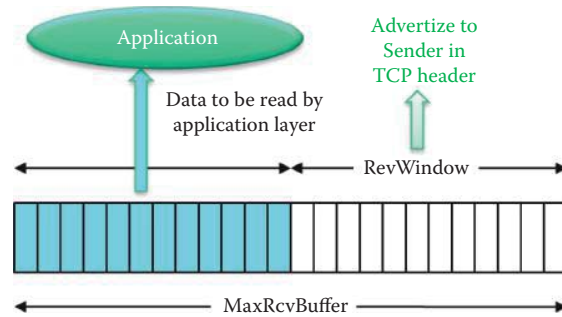 Application
Advertize to
Sender in
TCP header
Data to be read by
application layer
RevWindow
MaxRcvBuffer